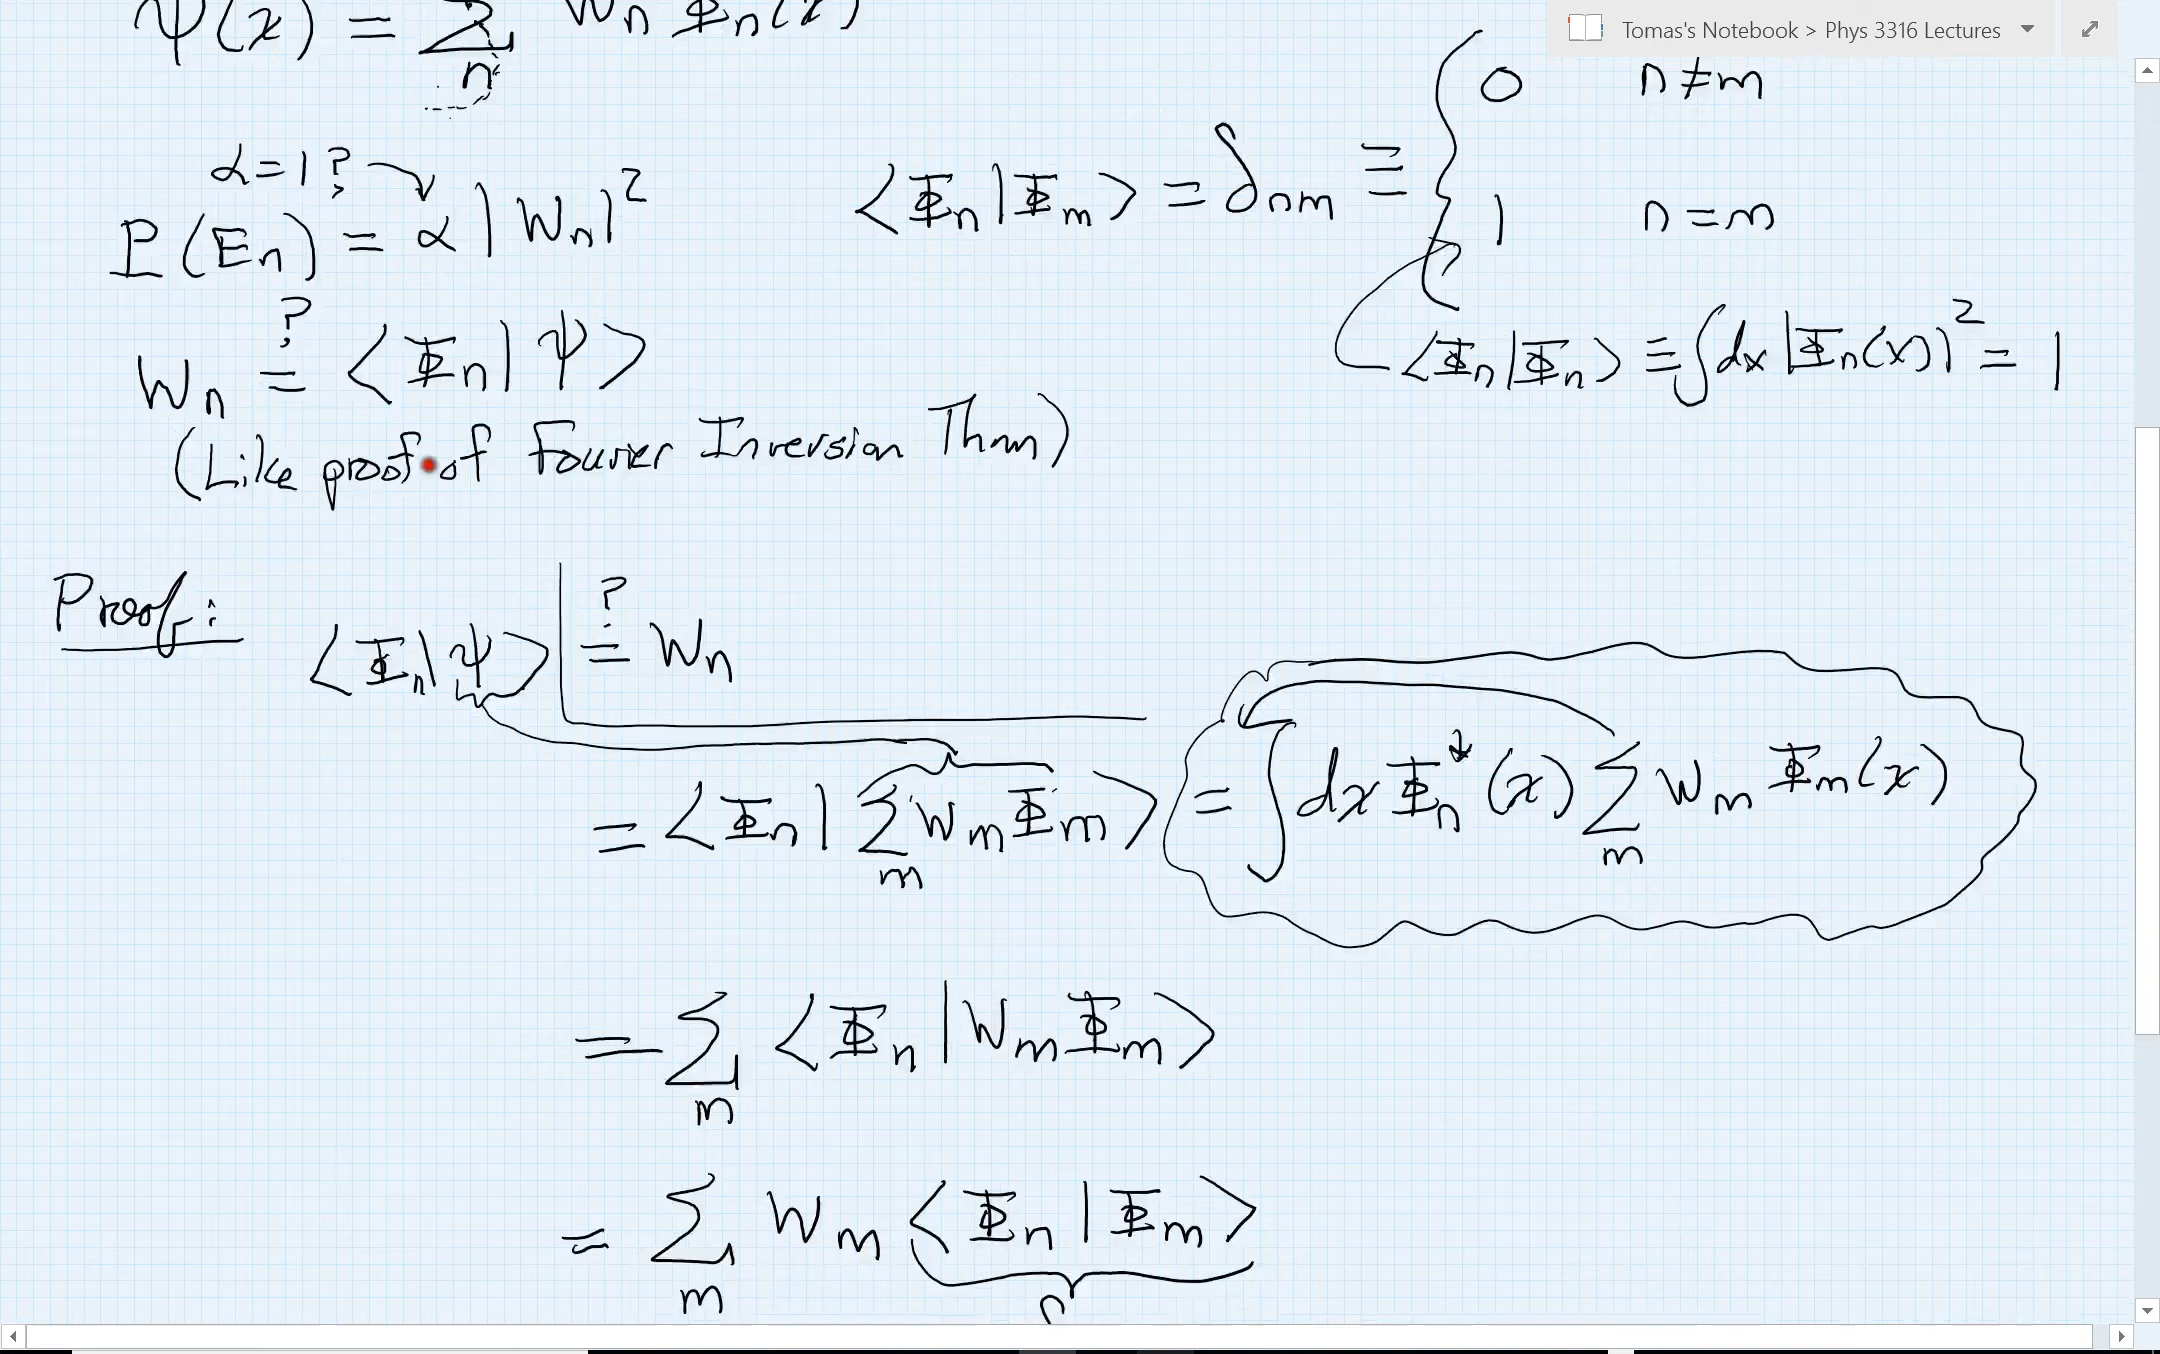 Tomas's Notebook > Phys 3316 Lectures
Ψ(x) = Σ_n W_n Φ_n(x)
α=1?
P(E_n) = α |W_n|²
⟨Φ_n|Φ_m⟩ = δ_nm ≡ { 0 n≠m
1 n=m
W_n ?= ⟨Φ_n|Ψ⟩
⟨Φ_n|Φ_n⟩ ≡ ∫dx |Φ_n(x)|² = 1
(Like proof of Fourier Inversion Thm)
Proof:
⟨Φ_n|Ψ⟩ ?= W_n
= ⟨Φ_n| Σ_m W_m Φ_m⟩ = ∫ dx Φ_n*(x) Σ_m W_m Φ_m(x)
= Σ_m ⟨Φ_n|W_m Φ_m⟩
= Σ_m W_m ⟨Φ_n|Φ_m⟩